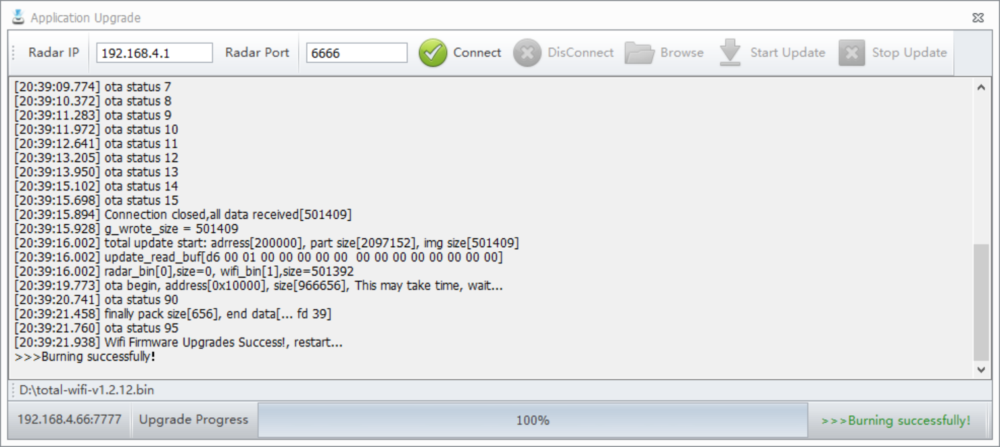 Application Upgrade
Radar IP 192.168.4.1 Radar Port 6666 Connect DisConnect Browse Start Update Stop Update
[20:39:09.774] ota status 7
[20:39:10.372] ota status 8
[20:39:11.283] ota status 9
[20:39:11.972] ota status 10
[20:39:12.641] ota status 11
[20:39:13.205] ota status 12
[20:39:13.950] ota status 13
[20:39:15.102] ota status 14
[20:39:15.698] ota status 15
[20:39:15.894] Connection closed,all data received[501409]
[20:39:15.928] g_wrote_size = 501409
[20:39:16.002] total update start: adrress[200000], part size[2097152], img size[501409]
[20:39:16.002] update_read_buf[d6 00 01 00 00 00 00 00  00 00 00 00 00 00 00 00]
[20:39:16.002] radar_bin[0],size=0, wifi_bin[1],size=501392
[20:39:19.773] ota begin, address[0x10000], size[966656], This may take time, wait...
[20:39:20.741] ota status 90
[20:39:21.458] finally pack size[656], end data[... fd 39]
[20:39:21.760] ota status 95
[20:39:21.938] Wifi Firmware Upgrades Success!, restart...
>>>Burning successfully!
D:\total-wifi-v1.2.12.bin
192.168.4.66:7777 Upgrade Progress 100% >>>Burning successfully!